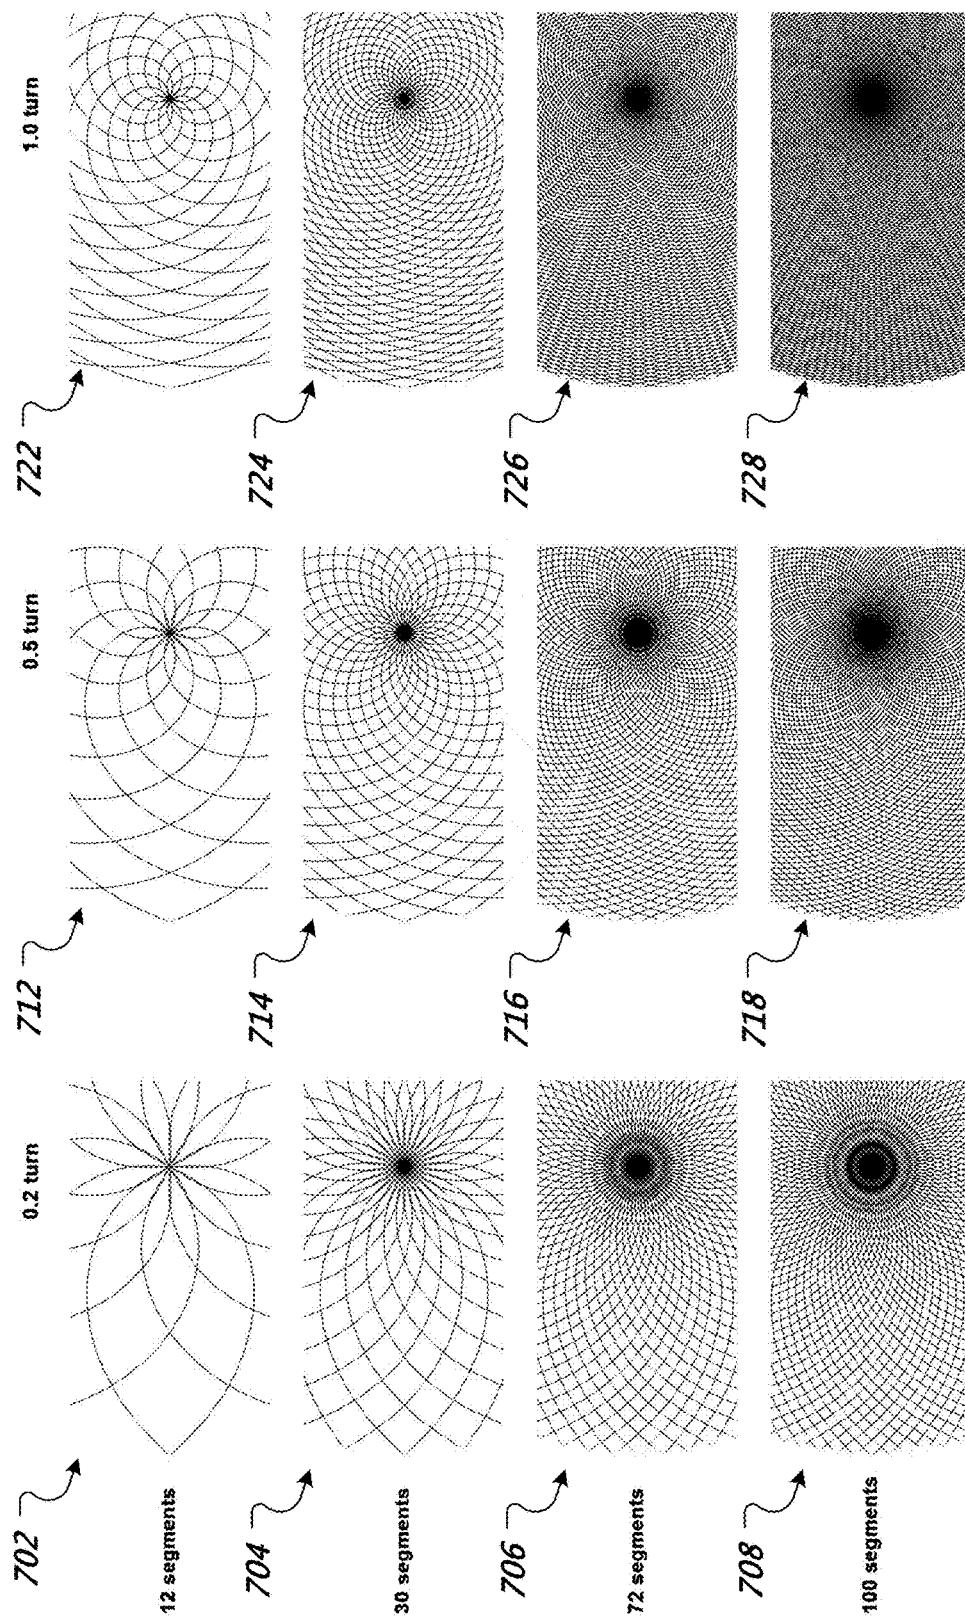 0.2 turn
0.5 turn
1.0 turn
702
712
722
12 segments
704
714
724
30 segments
706
716
726
72 segments
708
718
728
100 segments